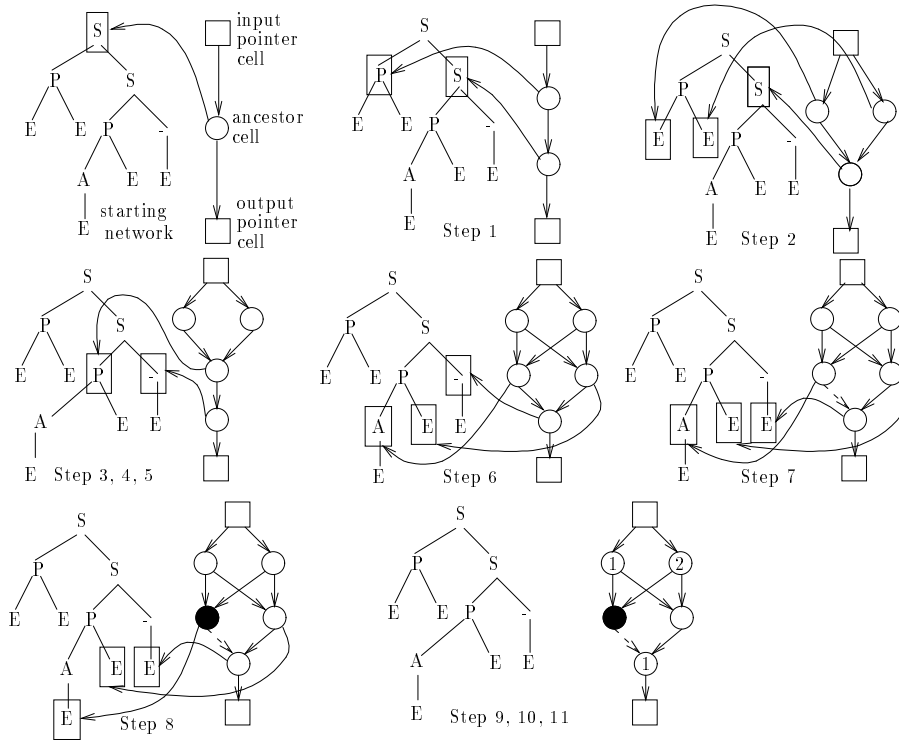 S
P
S
E
E
P
-
A
E
E
E
starting
network
input
pointer
cell
ancestor
cell
output
pointer
cell
S
P
S
E
E
P
-
A
E
E
E
Step 1
S
P
S
E
E
P
-
A
E
E
E
Step 2
S
P
S
E
E
P
-
A
E
E
E
Step 3, 4, 5
S
P
S
E
E
P
-
A
E
E
E
Step 6
S
P
S
E
E
P
-
A
E
E
E
Step 7
S
P
S
E
E
P
-
A
E
E
E
Step 8
S
P
S
E
E
P
-
A
E
E
E
1
2
1
Step 9, 10, 11